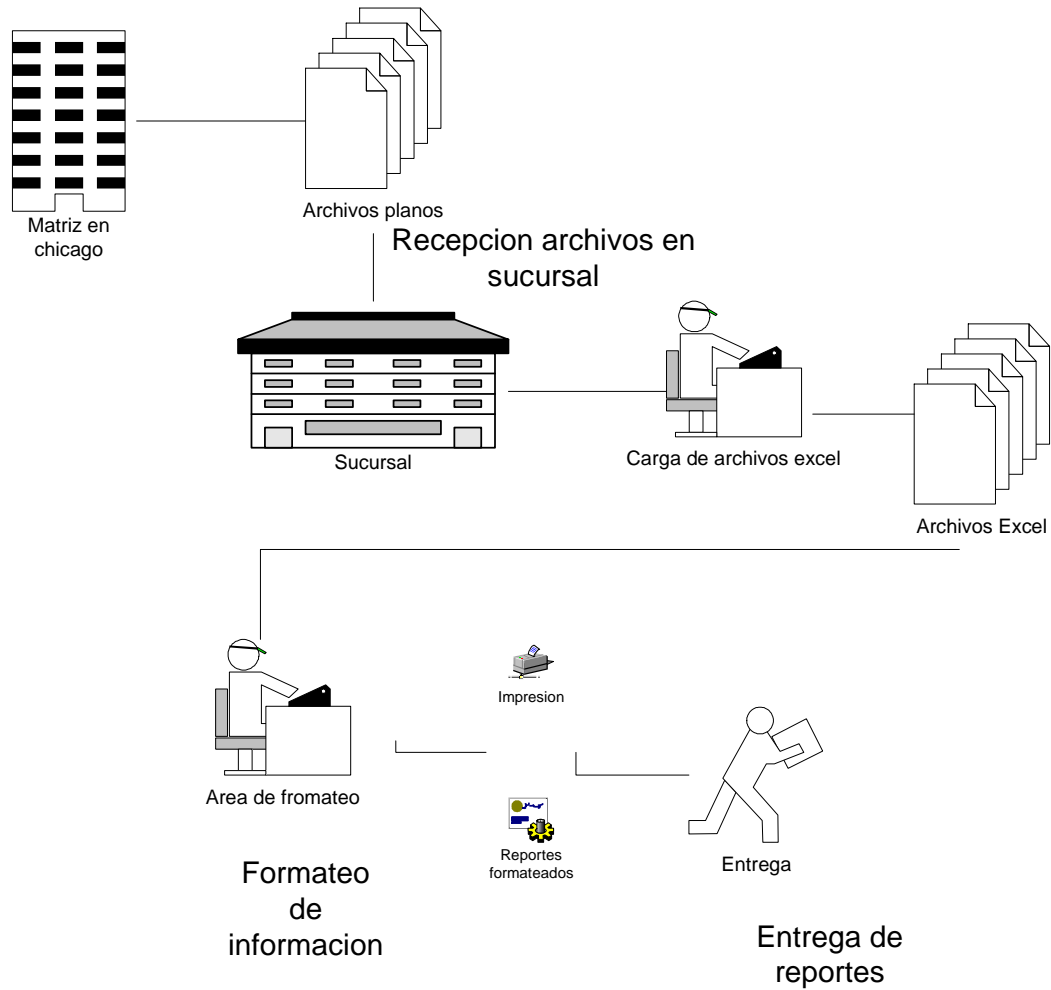 Matriz en
chicago
Archivos planos
Recepcion archivos en
sucursal
Sucursal
Carga de archivos excel
Archivos Excel
Impresion
Area de fromateo
Reportes
formateados
Entrega
Formateo
de
informacion
Entrega de
reportes